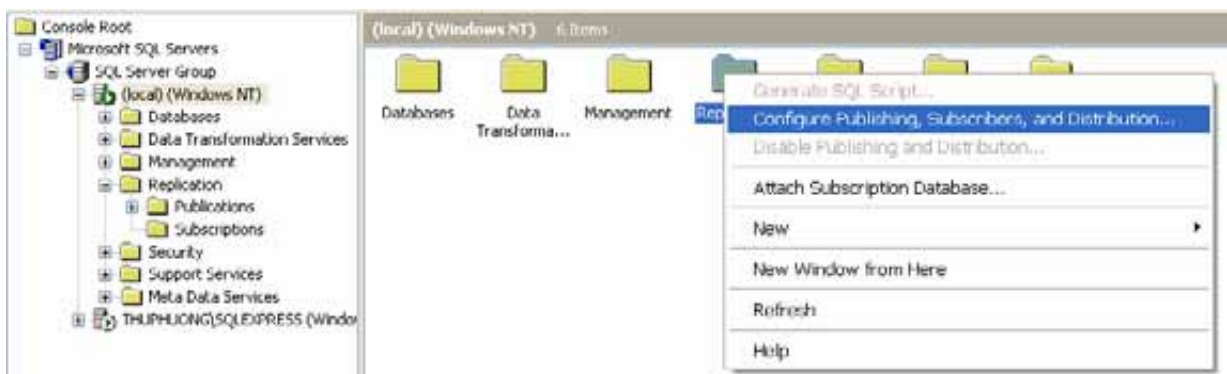 Console Root
Microsoft SQL Servers
SQL Server Group
(local) (Windows NT)
Databases
Data Transformation Services
Management
Replication
Publications
Subscriptions
Security
Support Services
Meta Data Services
THUPHUONG\SQLEXPRESS (Window
(local) (Windows NT) 6 Items
Databases
Data
Transforma...
Management
Rep
Generate SQL Script...
Configure Publishing, Subscribers, and Distribution...
Disable Publishing and Distribution...
Attach Subscription Database...
New
New Window from Here
Refresh
Help